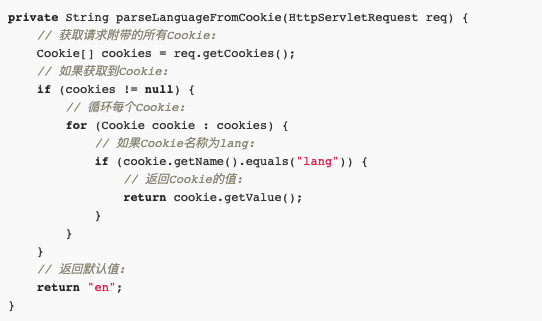 private String parseLanguageFromCookie(HttpServletRequest req) {
    // 获取请求附带的所有Cookie:
    Cookie[] cookies = req.getCookies();
    // 如果获取到Cookie:
    if (cookies != null) {
        // 循环每个Cookie:
        for (Cookie cookie : cookies) {
            // 如果Cookie名称为lang:
            if (cookie.getName().equals("lang")) {
                // 返回Cookie的值:
                return cookie.getValue();
            }
        }
    }
    // 返回默认值:
    return "en";
}